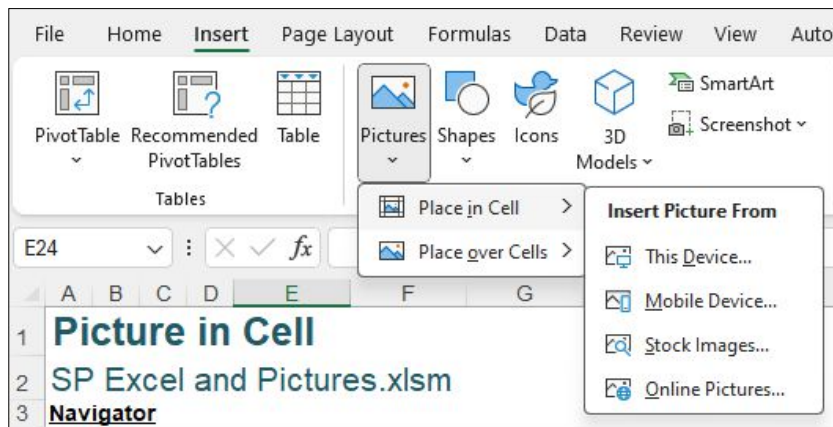 File Home Insert Page Layout Formulas Data Review View Auto
PivotTable Recommended PivotTables Table Pictures Shapes Icons 3D Models SmartArt
Screenshot
Tables
Place in Cell
Place over Cells
Insert Picture From
This Device...
Mobile Device...
Stock Images...
Online Pictures...
E24 fx
A B C D E F G
1 Picture in Cell
2 SP Excel and Pictures.xlsm
3 Navigator